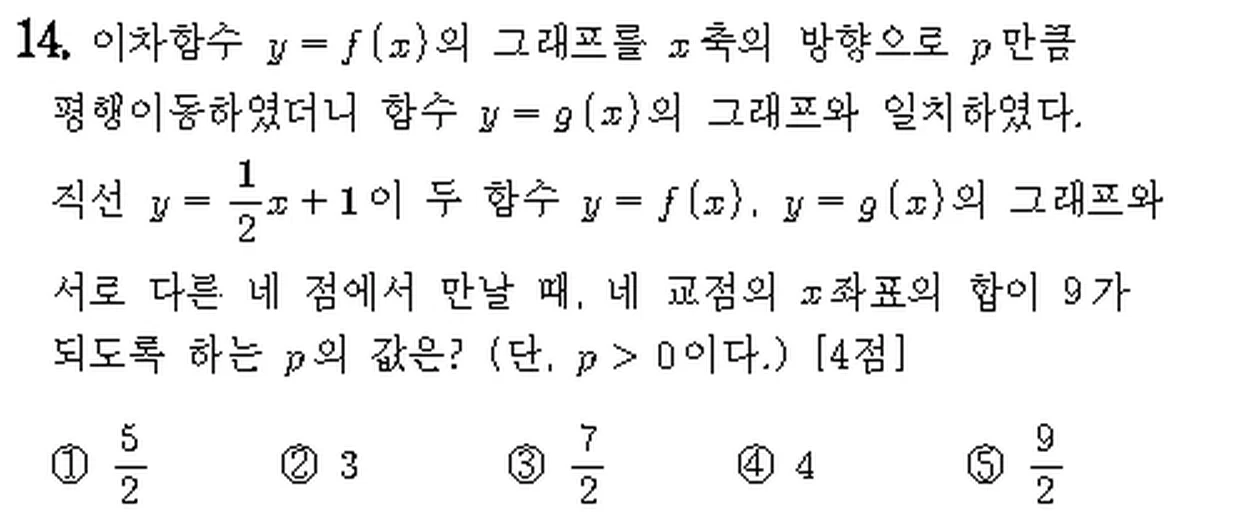 14. 이차함수 y = f(x)의 그래프를 x축의 방향으로 p만큼
평행이동하였더니 함수 y = g(x)의 그래프와 일치하였다.
직선 y = 1/2 x + 1이 두 함수 y = f(x), y = g(x)의 그래프와
서로 다른 네 점에서 만날 때, 네 교점의 x좌표의 합이 9가
되도록 하는 p의 값은? (단, p > 0이다.) [4점]
① 5/2 ② 3 ③ 7/2 ④ 4 ⑤ 9/2